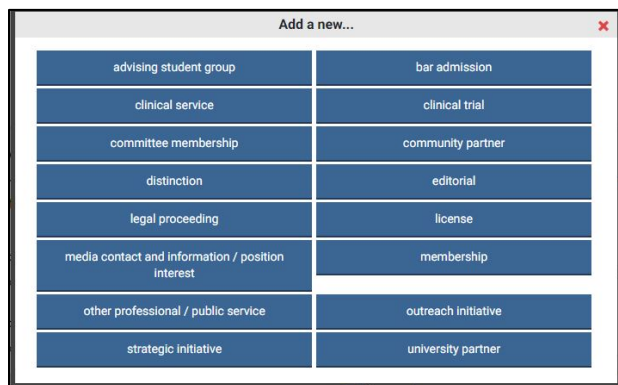 Add a new...
advising student group
bar admission
clinical service
clinical trial
committee membership
community partner
distinction
editorial
legal proceeding
license
media contact and information / position
interest
membership
other professional / public service
outreach initiative
strategic initiative
university partner